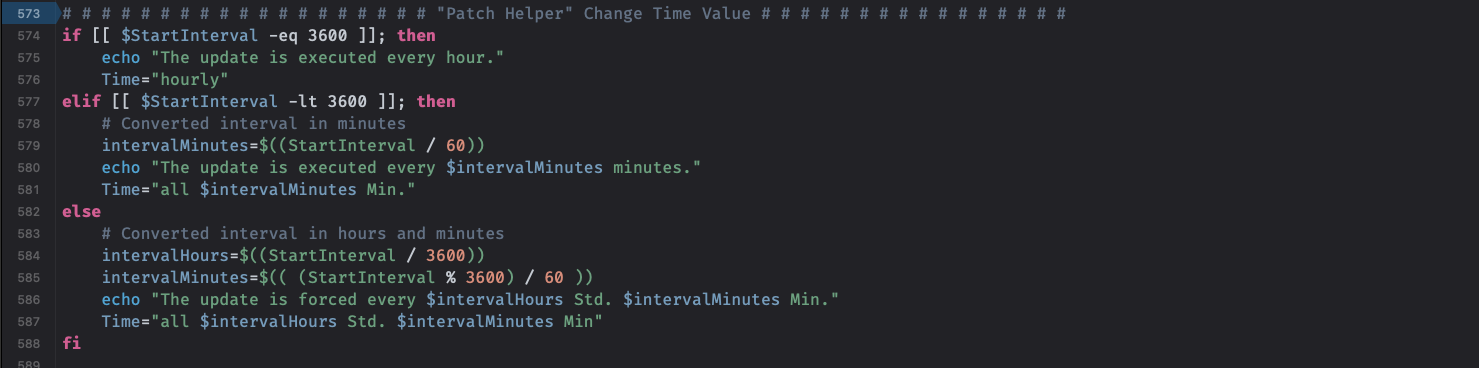 573 # # # # # # # # # # # # # # # # # # # "Patch Helper" Change Time Value # # # # # # # # # # # # # # # #
574 if [[ $StartInterval -eq 3600 ]]; then
575     echo "The update is executed every hour."
576     Time="hourly"
577 elif [[ $StartInterval -lt 3600 ]]; then
578     # Converted interval in minutes
579     intervalMinutes=$((StartInterval / 60))
580     echo "The update is executed every $intervalMinutes minutes."
581     Time="all $intervalMinutes Min."
582 else
583     # Converted interval in hours and minutes
584     intervalHours=$((StartInterval / 3600))
585     intervalMinutes=$(( (StartInterval % 3600) / 60 ))
586     echo "The update is forced every $intervalHours Std. $intervalMinutes Min."
587     Time="all $intervalHours Std. $intervalMinutes Min"
588 fi
589